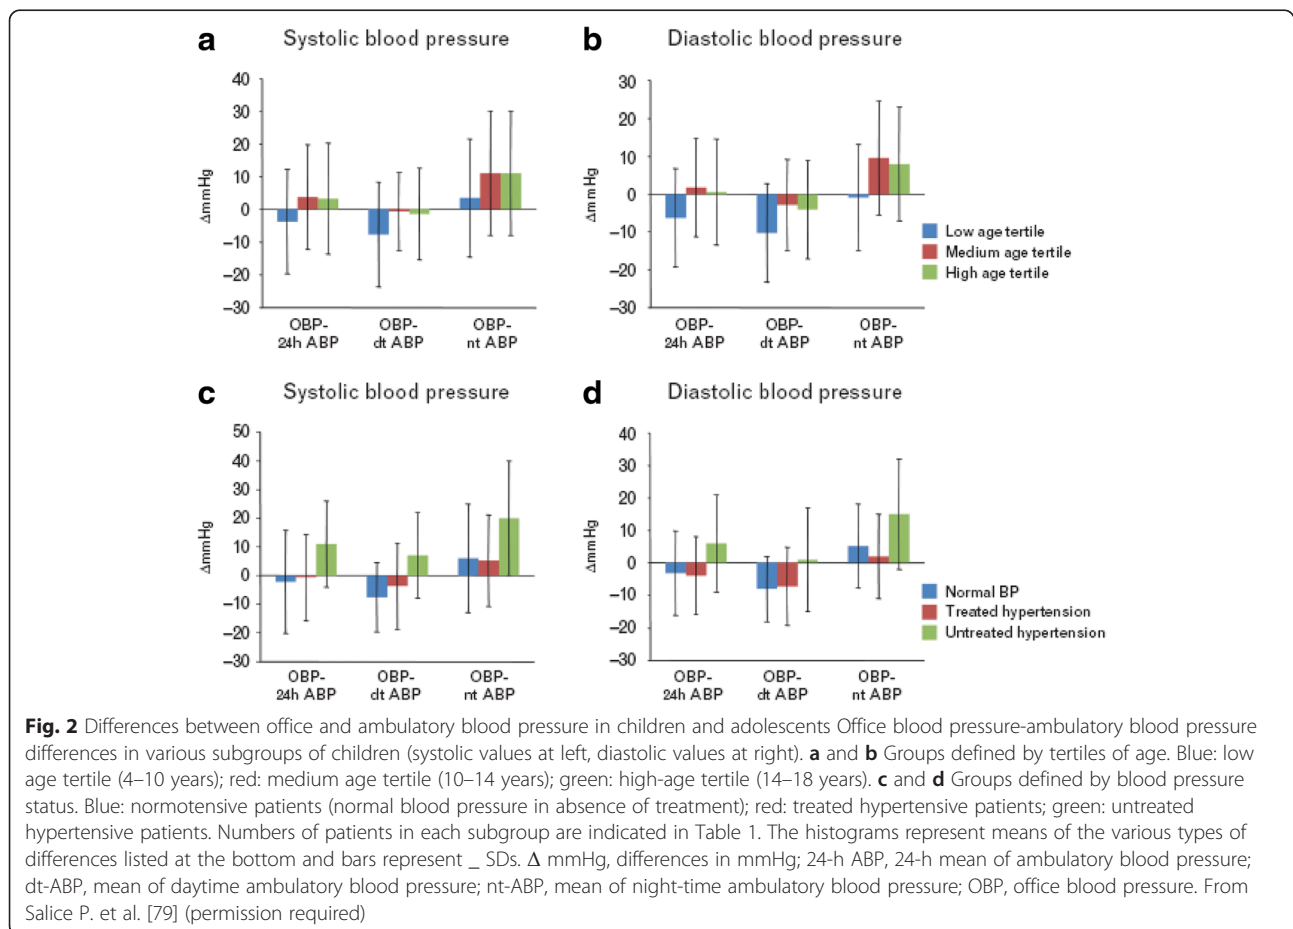 a Systolic blood pressure
40
30
20
10
0
−10
−20
−30
ΔmmHg
OBP-
24h ABP
OBP-
dt ABP
OBP-
nt ABP
b Diastolic blood pressure
30
20
10
0
−10
−20
−30
ΔmmHg
OBP-
24h ABP
OBP-
dt ABP
OBP-
nt ABP
Low age tertile
Medium age tertile
High age tertile
c Systolic blood pressure
50
40
30
20
10
0
−10
−20
−30
ΔmmHg
OBP-
24h ABP
OBP-
dt ABP
OBP-
nt ABP
d Diastolic blood pressure
40
30
20
10
0
−10
−20
−30
ΔmmHg
OBP-
24h ABP
OBP-
dt ABP
OBP-
nt ABP
Normal BP
Treated hypertension
Untreated hypertension
Fig. 2 Differences between office and ambulatory blood pressure in children and adolescents Office blood pressure-ambulatory blood pressure
differences in various subgroups of children (systolic values at left, diastolic values at right). a and b Groups defined by tertiles of age. Blue: low
age tertile (4–10 years); red: medium age tertile (10–14 years); green: high-age tertile (14–18 years). c and d Groups defined by blood pressure
status. Blue: normotensive patients (normal blood pressure in absence of treatment); red: treated hypertensive patients; green: untreated
hypertensive patients. Numbers of patients in each subgroup are indicated in Table 1. The histograms represent means of the various types of
differences listed at the bottom and bars represent _ SDs. Δ mmHg, differences in mmHg; 24-h ABP, 24-h mean of ambulatory blood pressure;
dt-ABP, mean of daytime ambulatory blood pressure; nt-ABP, mean of night-time ambulatory blood pressure; OBP, office blood pressure. From
Salice P. et al. [79] (permission required)